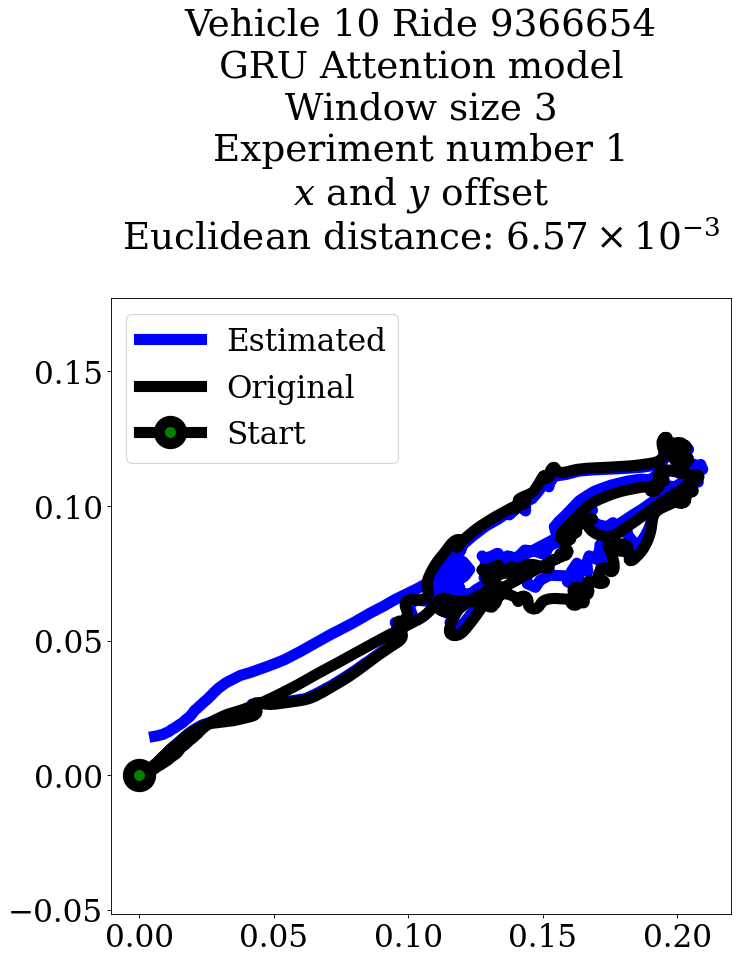 Vehicle 10 Ride 9366654
GRU Attention model
Window size 3
Experiment number 1
x and y offset
Euclidean distance: 6.57 × 10⁻³
Estimated
Original
Start
0.15
0.10
0.05
0.00
−0.05
0.00 0.05 0.10 0.15 0.20